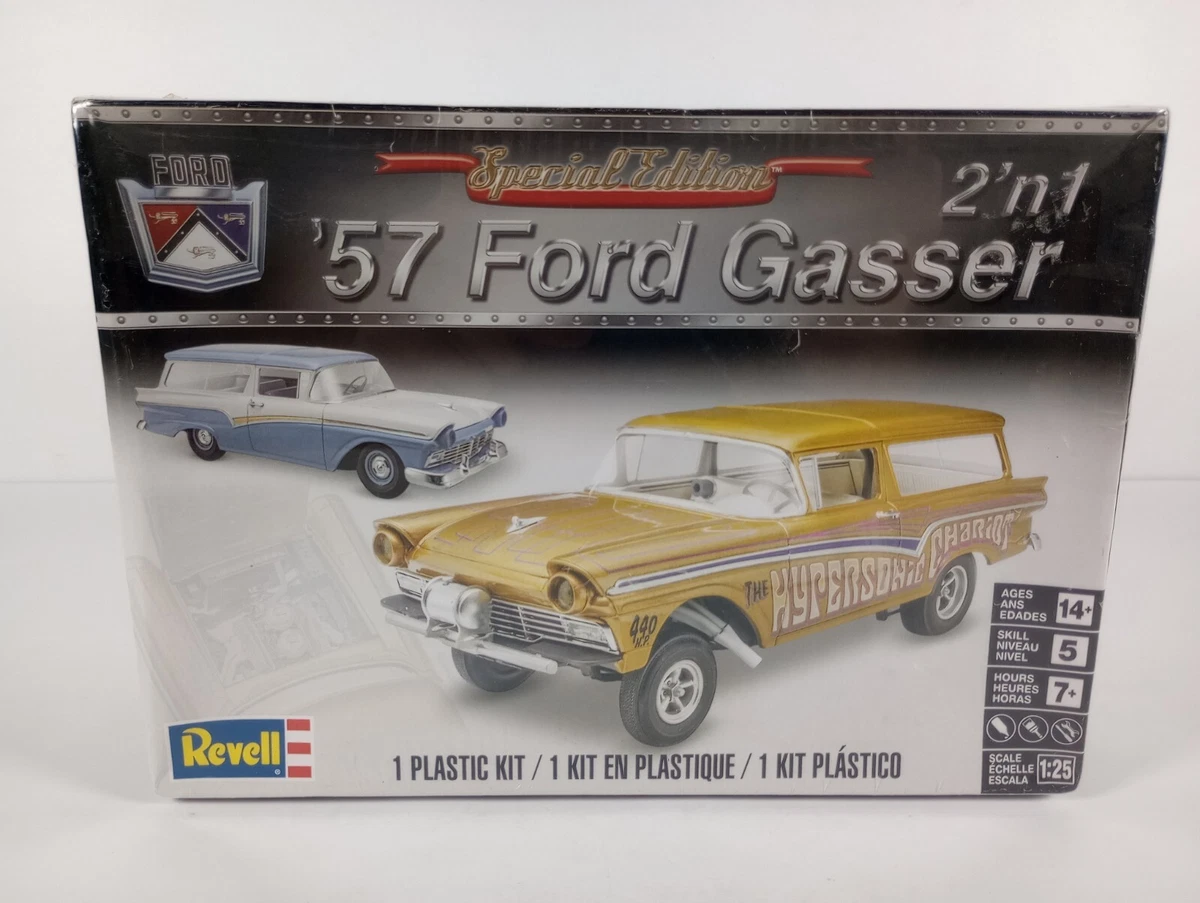 FORD
Special Edition™
2'n1
'57 Ford Gasser
THE HYPERSONIC CHARIOT
440
H.P.
AGES
ANS
EDADES
14+
SKILL
NIVEAU
NIVEL
5
HOURS
HEURES
HORAS
7+
SCALE
ÉCHELLE
ESCALA
1:25
Revell®
1 PLASTIC KIT / 1 KIT EN PLASTIQUE / 1 KIT PLÁSTICO